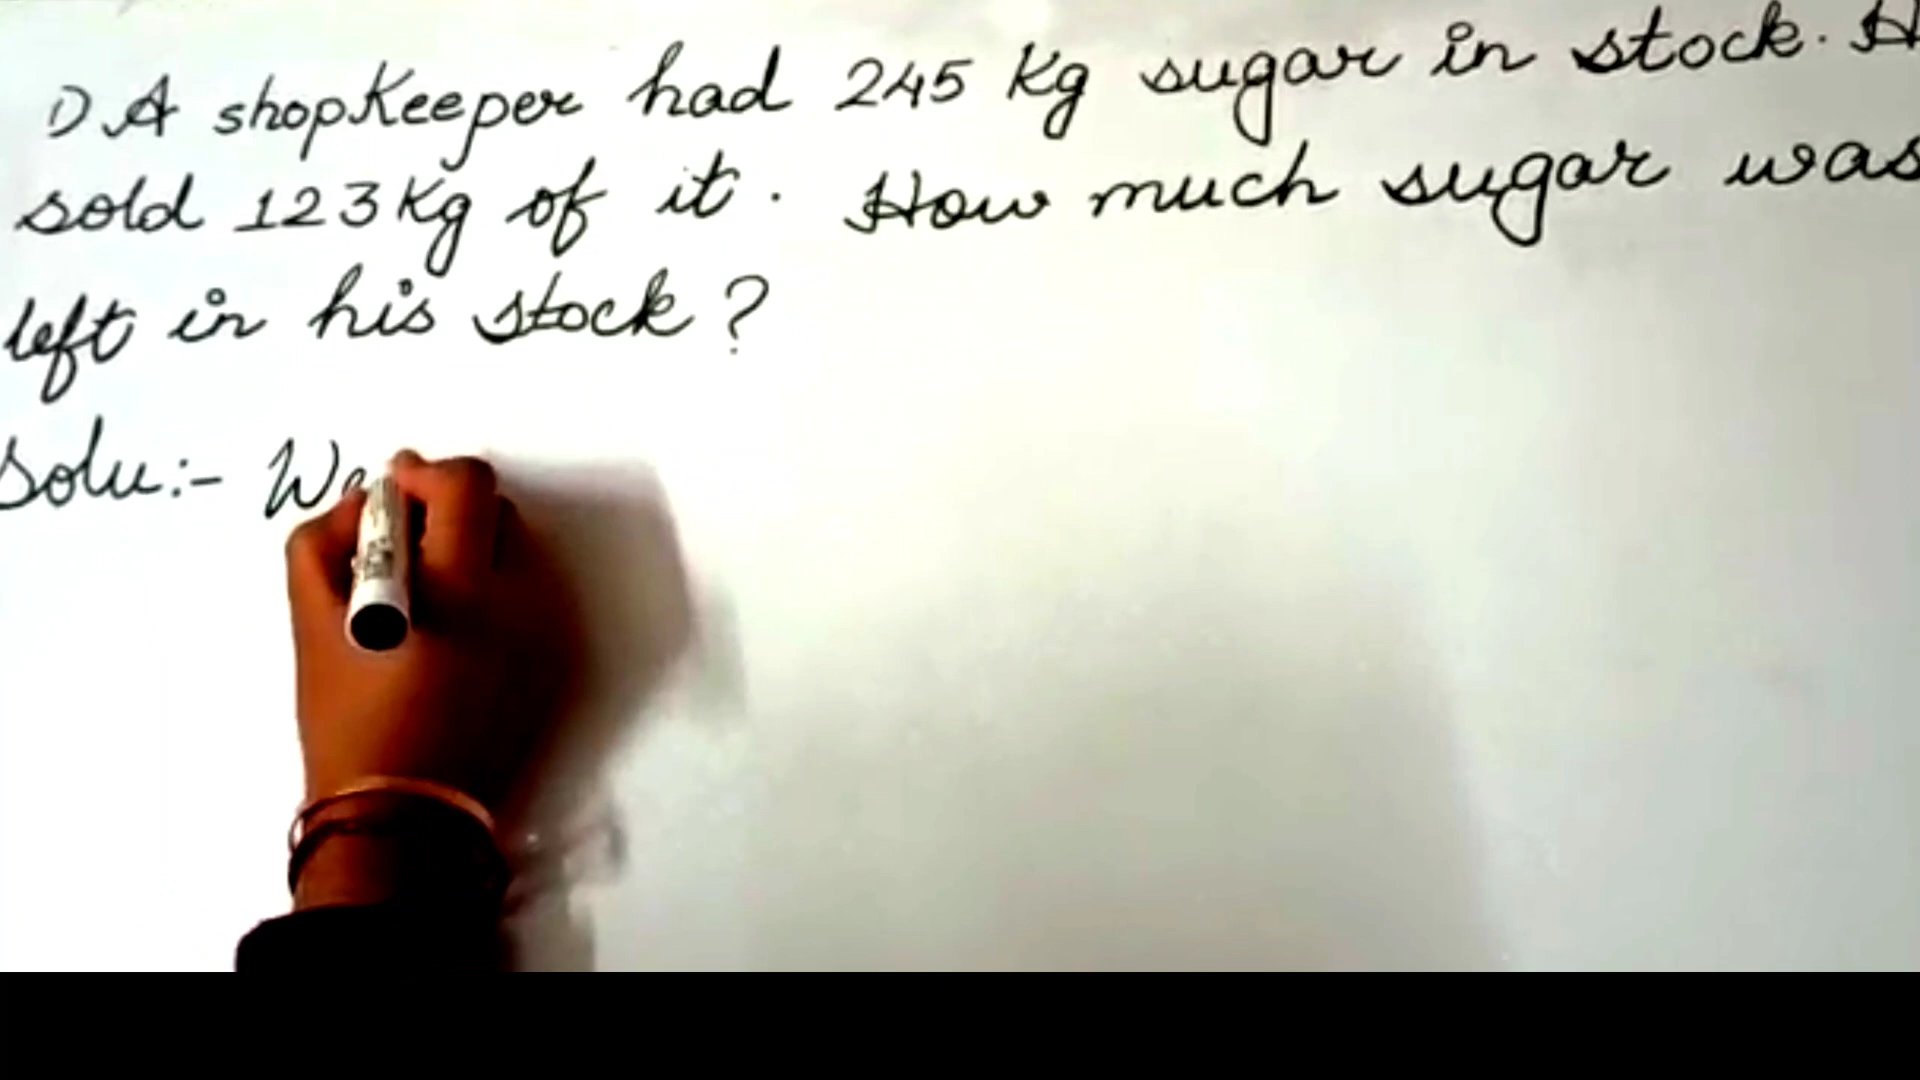 1) A shopkeeper had 245 Kg sugar in stock.
sold 123 Kg of it. How much sugar was
left in his stock?
Solu:- We